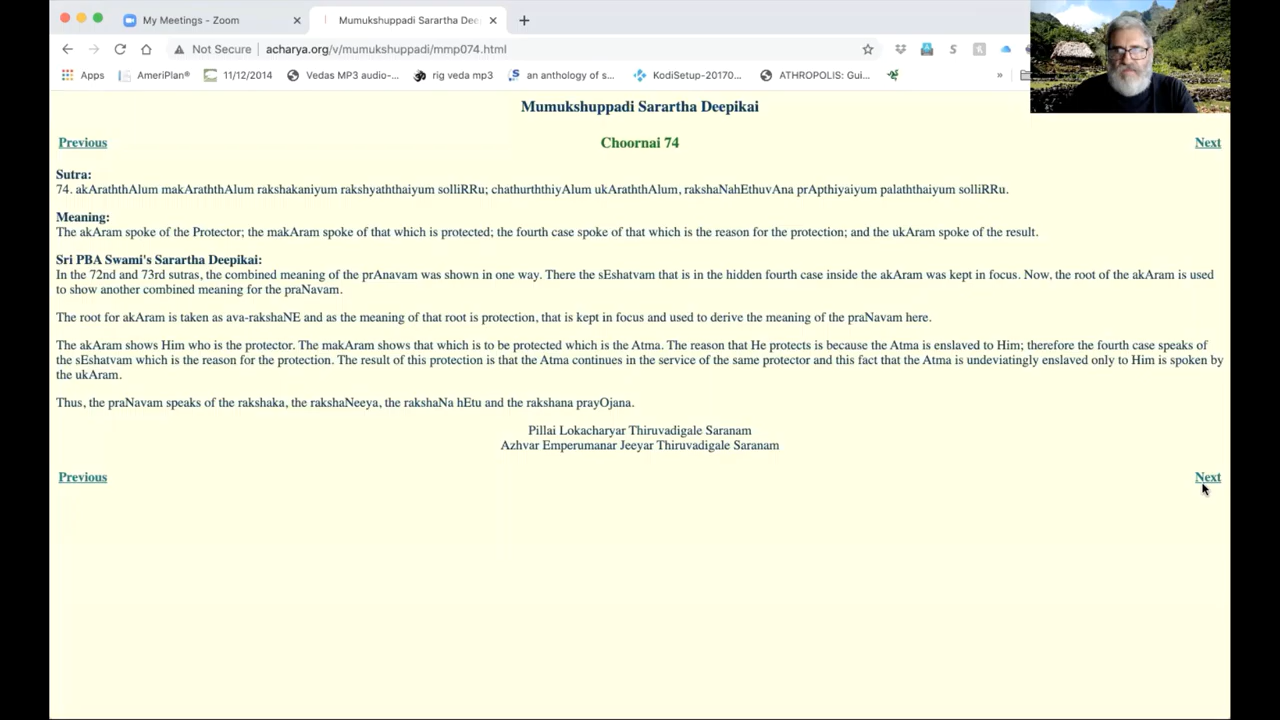 My Meetings - Zoom
Mumukshuppadi Sarartha Dee
Not Secure
acharya.org/v/mumukshuppadi/mmp074.html
Apps
AmeriPlan®
11/12/2014
Vedas MP3 audio-...
rig veda mp3
an anthology of s...
KodiSetup-20170...
ATHROPOLIS: Gui...
»
Mumukshuppadi Sarartha Deepikai
Previous
Choornai 74
Next
Sutra:
74. akAraththAlum makAraththAlum rakshakaniyum rakshyaththaiyum solliRRu; chathurththiyAlum ukAraththAlum, rakshaNahEthuvAna prApthiyaiyum palaththaiyum solliRRu.
Meaning:
The akAram spoke of the Protector; the makAram spoke of that which is protected; the fourth case spoke of that which is the reason for the protection; and the ukAram spoke of the result.
Sri PBA Swami's Sarartha Deepikai:
In the 72nd and 73rd sutras, the combined meaning of the prAnavam was shown in one way. There the sEshatvam that is in the hidden fourth case inside the akAram was kept in focus. Now, the root of the akAram is used
to show another combined meaning for the praNavam.
The root for akAram is taken as ava-rakshaNE and as the meaning of that root is protection, that is kept in focus and used to derive the meaning of the praNavam here.
The akAram shows Him who is the protector. The makAram shows that which is to be protected which is the Atma. The reason that He protects is because the Atma is enslaved to Him; therefore the fourth case speaks of
the sEshatvam which is the reason for the protection. The result of this protection is that the Atma continues in the service of the same protector and this fact that the Atma is undeviatingly enslaved only to Him is spoken by
the ukAram.
Thus, the praNavam speaks of the rakshaka, the rakshaNeeya, the rakshaNa hEtu and the rakshana prayOjana.
Pillai Lokacharyar Thiruvadigale Saranam
Azhvar Emperumanar Jeeyar Thiruvadigale Saranam
Previous
Next